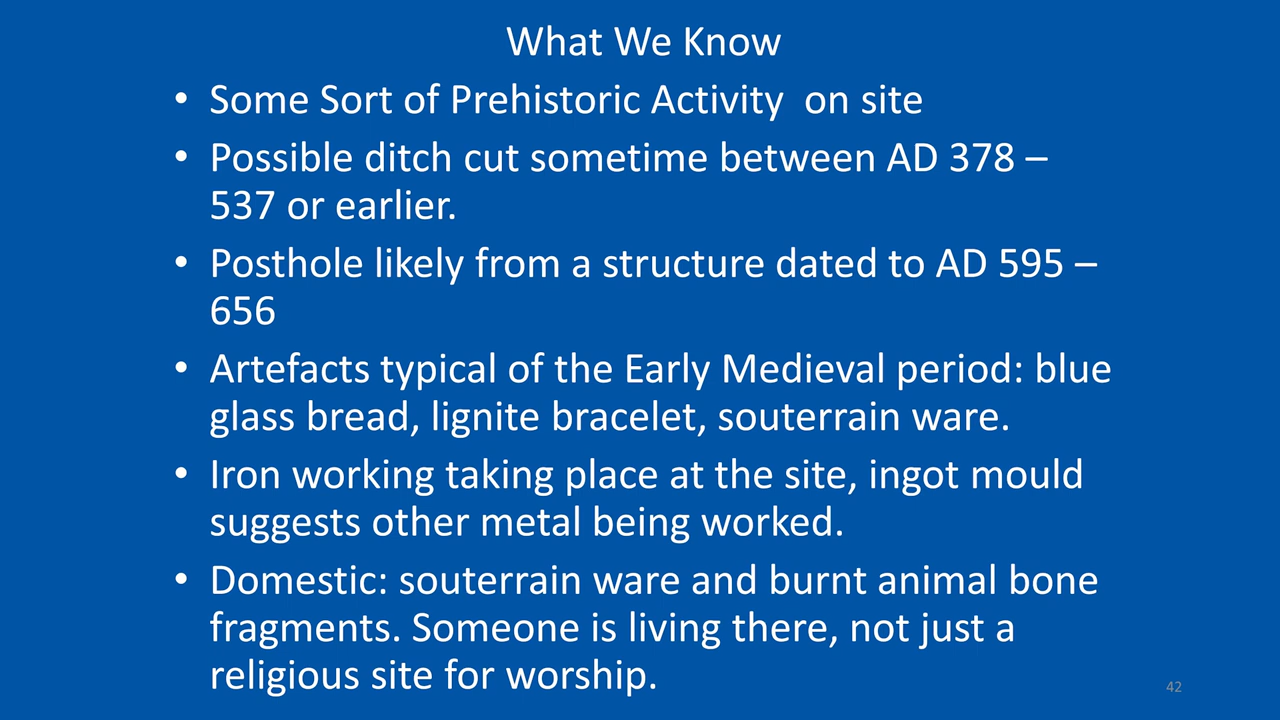 What We Know
• Some Sort of Prehistoric Activity  on site
• Possible ditch cut sometime between AD 378 –
537 or earlier.
• Posthole likely from a structure dated to AD 595 –
656
• Artefacts typical of the Early Medieval period: blue
glass bread, lignite bracelet, souterrain ware.
• Iron working taking place at the site, ingot mould
suggests other metal being worked.
• Domestic: souterrain ware and burnt animal bone
fragments. Someone is living there, not just a
religious site for worship.
42